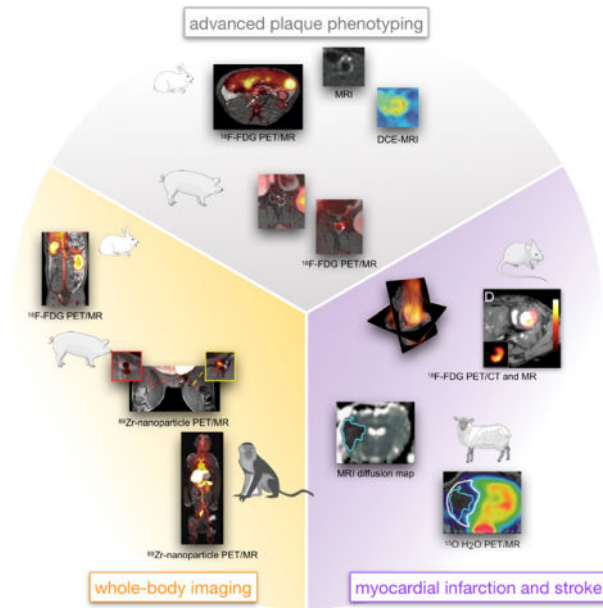 advanced plaque phenotyping
MRI
¹⁸F-FDG PET/MR
DCE-MRI
¹⁸F-FDG PET/MR
¹⁸F-FDG PET/MR
D
¹⁸F-FDG PET/CT and MR
⁸⁹Zr-nanoparticle PET/MR
MRI diffusion map
⁸⁹Zr-nanoparticle PET/MR
¹⁵O H₂O PET/MR
whole-body imaging
myocardial infarction and stroke